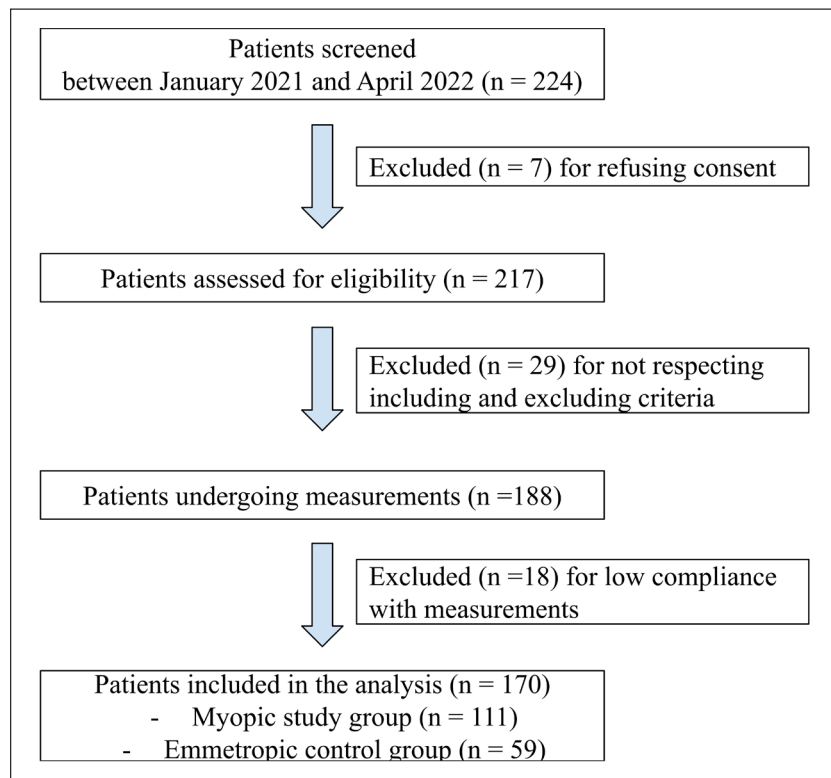 Patients screened
between January 2021 and April 2022 (n = 224)
Excluded (n = 7) for refusing consent
Patients assessed for eligibility (n = 217)
Excluded (n = 29) for not respecting
including and excluding criteria
Patients undergoing measurements (n =188)
Excluded (n =18) for low compliance
with measurements
Patients included in the analysis (n = 170)
- Myopic study group (n = 111)
- Emmetropic control group (n = 59)